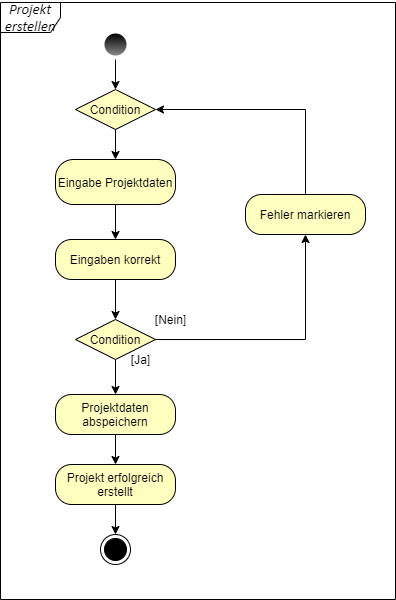 Projekt
erstellen
Condition
Eingabe Projektdaten
Fehler markieren
Eingaben korrekt
[Nein]
Condition
[Ja]
Projektdaten
abspeichern
Projekt erfolgreich
erstellt